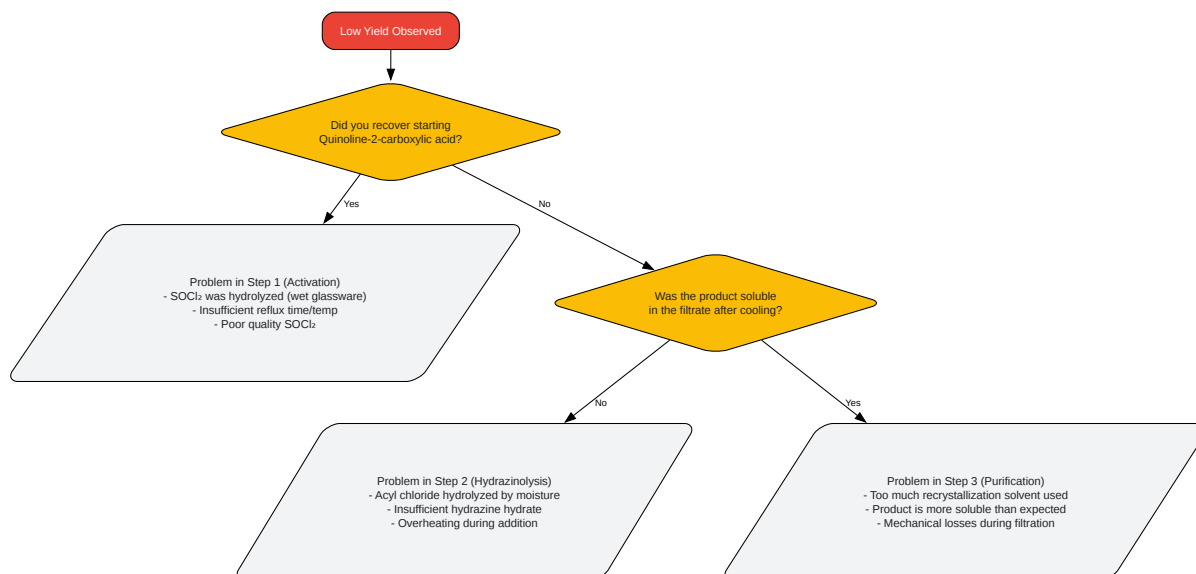 Low Yield Observed
Did you recover starting
Quinoline-2-carboxylic acid?
Yes
No
Problem in Step 1 (Activation)
- SOCl₂ was hydrolyzed (wet glassware)
- Insufficient reflux time/temp
- Poor quality SOCl₂
Was the product soluble
in the filtrate after cooling?
No
Yes
Problem in Step 2 (Hydrazinolysis)
- Acyl chloride hydrolyzed by moisture
- Insufficient hydrazine hydrate
- Overheating during addition
Problem in Step 3 (Purification)
- Too much recrystallization solvent used
- Product is more soluble than expected
- Mechanical losses during filtration